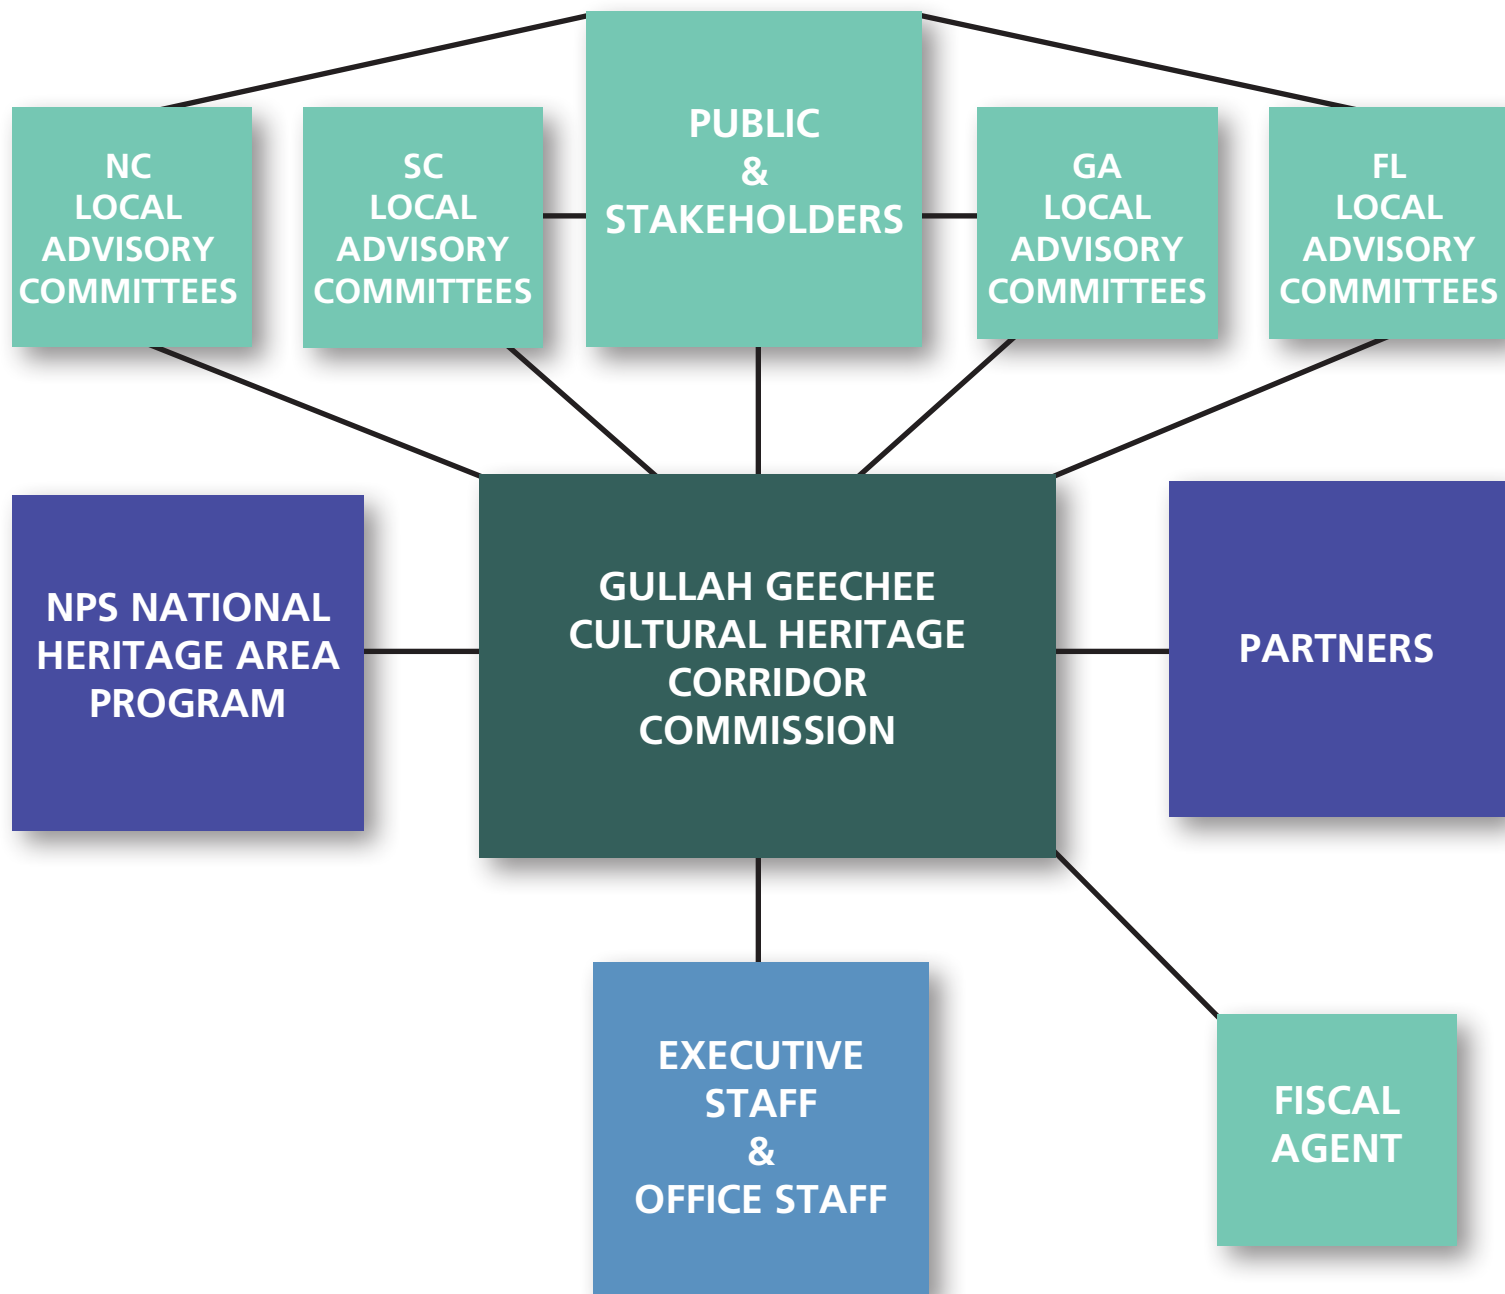 PUBLIC
&
STAKEHOLDERS
NC
LOCAL
ADVISORY
COMMITTEES
SC
LOCAL
ADVISORY
COMMITTEES
GA
LOCAL
ADVISORY
COMMITTEES
FL
LOCAL
ADVISORY
COMMITTEES
NPS NATIONAL
HERITAGE AREA
PROGRAM
GULLAH GEECHEE
CULTURAL HERITAGE
CORRIDOR
COMMISSION
PARTNERS
EXECUTIVE
STAFF
&
OFFICE STAFF
FISCAL
AGENT